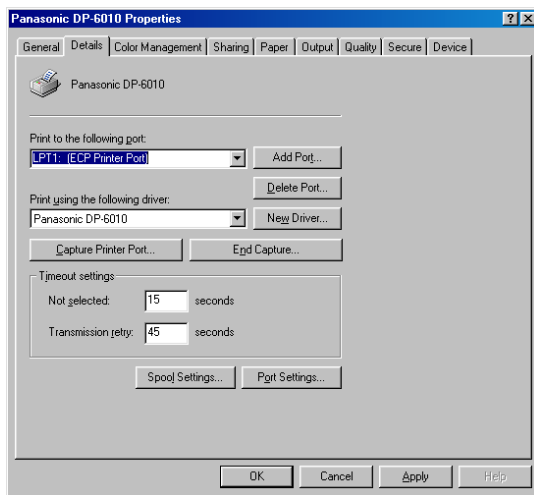 Panasonic DP-6010 Properties
General Details Color Management Sharing Paper Output Quality Secure Device
Panasonic DP-6010
Print to the following port:
LPT1: (ECP Printer Port)
Add Port...
Delete Port...
Print using the following driver:
Panasonic DP-6010
New Driver...
Capture Printer Port... End Capture...
Timeout settings
Not selected: 15 seconds
Transmission retry: 45 seconds
Spool Settings... Port Settings...
OK Cancel Apply Help